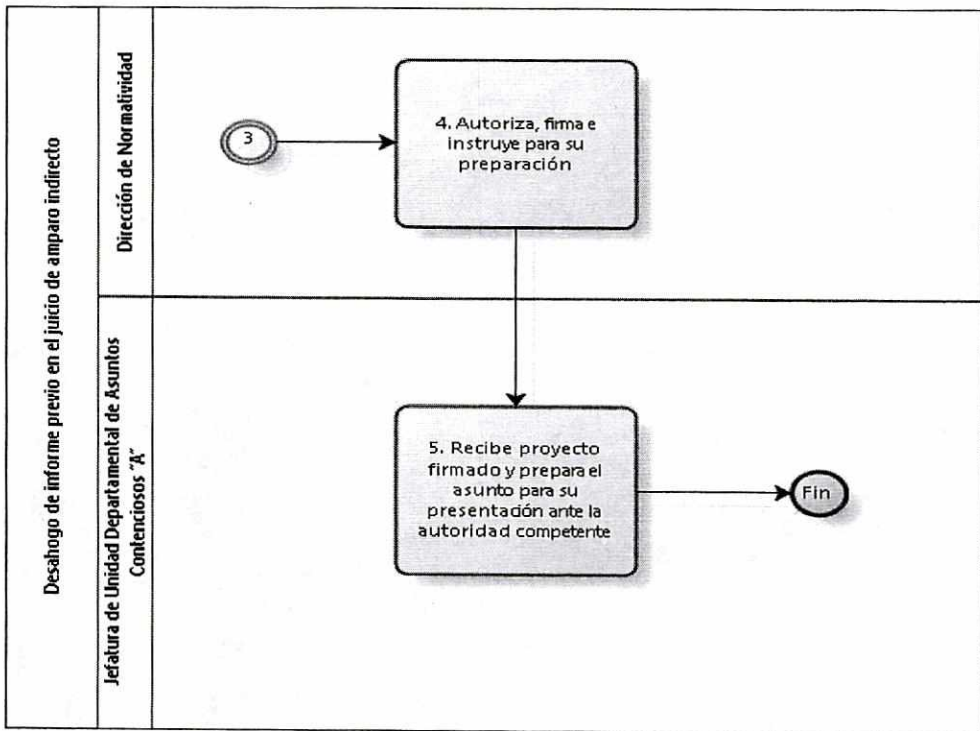 Desahogo de informe previo en el juicio de amparo indirecto
Dirección de Normatividad
3
4. Autoriza, firma e
instruye para su
preparación
Jefatura de Unidad Departamental de Asuntos
Contenciosos "A"
5. Recibe proyecto
firmado y prepara el
asunto para su
presentación ante la
autoridad competente
Fin